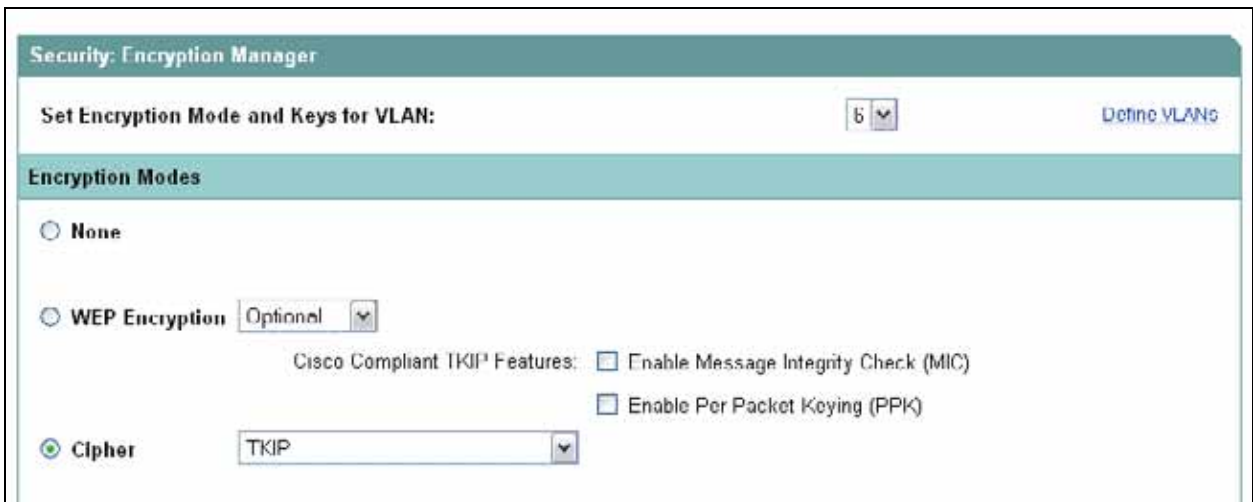 Security: Encryption Manager
Set Encryption Mode and Keys for VLAN: 6 Define VLANs
Encryption Modes
None
WEP Encryption Optional
Cisco Compliant TKIP Features: Enable Message Integrity Check (MIC)
Enable Per Packet Keying (PPK)
Cipher TKIP